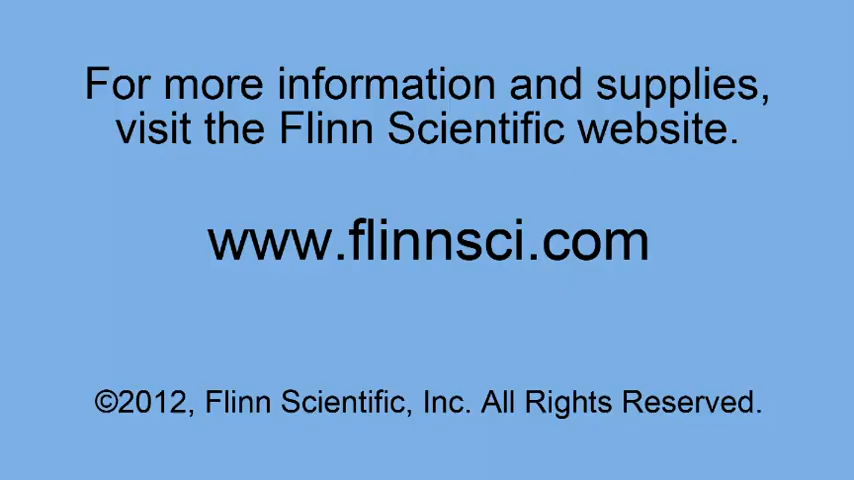 For more information and supplies,
visit the Flinn Scientific website.
www.flinnsci.com
©2012, Flinn Scientific, Inc. All Rights Reserved.